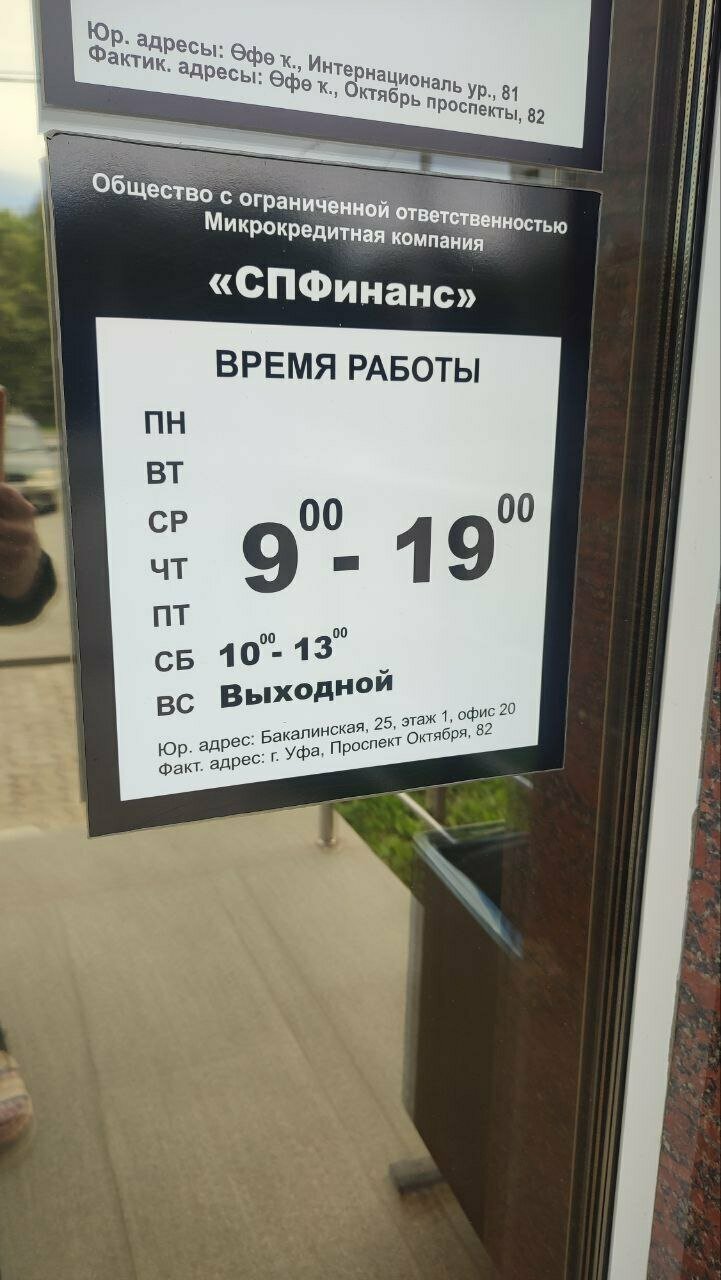 Юр. адресы: Өфө ҡ., Интернациональ ур., 81
Фактик. адресы: Өфө ҡ., Октябрь проспекты, 82
Общество с ограниченной ответственностью
Микрокредитная компания
«СПФинанс»
ВРЕМЯ РАБОТЫ
ПН
ВТ
СР
ЧТ
ПТ
9⁰⁰ - 19⁰⁰
СБ 10⁰⁰- 13⁰⁰
ВС Выходной
Юр. адрес: Бакалинская, 25, этаж 1, офис 20
Факт. адрес: г. Уфа, Проспект Октября, 82